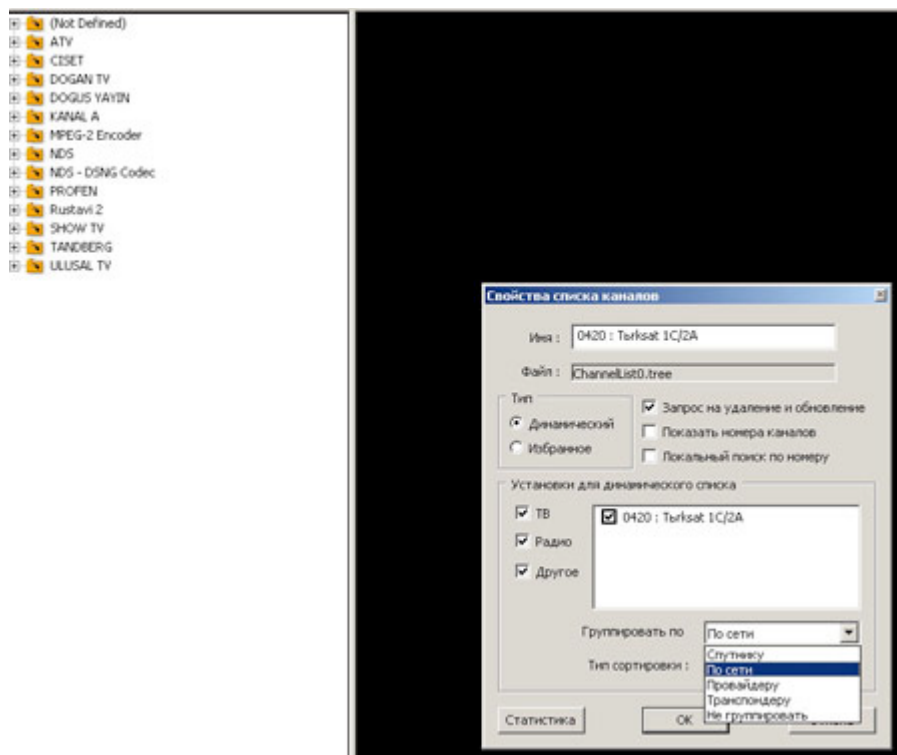 (Not Defined)
ATV
CISET
DOGAN TV
DOGUS YAYIN
KANAL A
MPEG-2 Encoder
NDS
NDS - DSNG Codec
PROFEN
Rustavi 2
SHOW TV
TANDBERG
ULUSAL TV
Свойства списка каналов
Имя : 0420 : Tьrksat 1C/2A
Файл : ChannelList0.tree
Тип
Динамический
Избранное
Запрос на удаление и обновление
Показать номера каналов
Локальный поиск по номеру
Установки для динамического списка
ТВ
Радио
Другое
0420 : Tьrksat 1C/2A
Группировать по По сети
Тип сортировки :
Спутнику
По сети
Провайдеру
Транспондеру
Не группировать
Статистика
OK